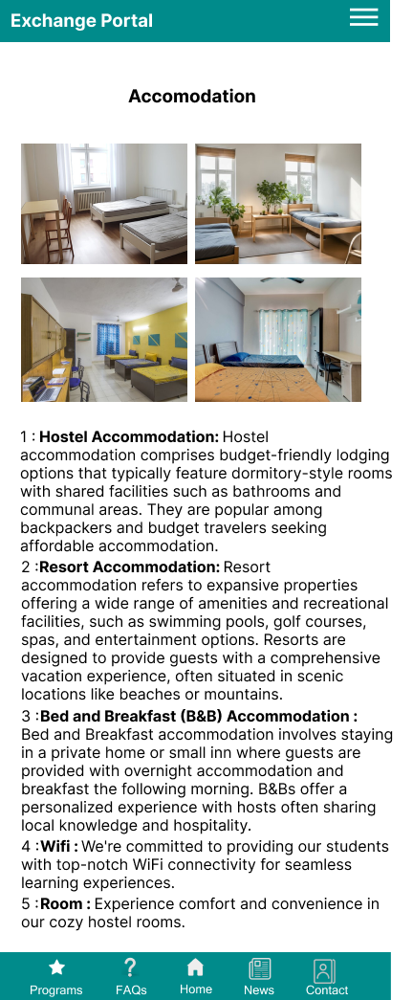 Exchange Portal
Accomodation
1 : Hostel Accommodation: Hostel
accommodation comprises budget-friendly lodging
options that typically feature dormitory-style rooms
with shared facilities such as bathrooms and
communal areas. They are popular among
backpackers and budget travelers seeking
affordable accommodation.
2 :Resort Accommodation: Resort
accommodation refers to expansive properties
offering a wide range of amenities and recreational
facilities, such as swimming pools, golf courses,
spas, and entertainment options. Resorts are
designed to provide guests with a comprehensive
vacation experience, often situated in scenic
locations like beaches or mountains.
3 :Bed and Breakfast (B&B) Accommodation :
Bed and Breakfast accommodation involves staying
in a private home or small inn where guests are
provided with overnight accommodation and
breakfast the following morning. B&Bs offer a
personalized experience with hosts often sharing
local knowledge and hospitality.
4 :Wifi : We're committed to providing our students
with top-notch WiFi connectivity for seamless
learning experiences.
5 :Room : Experience comfort and convenience in
our cozy hostel rooms.
Programs FAQs Home News Contact